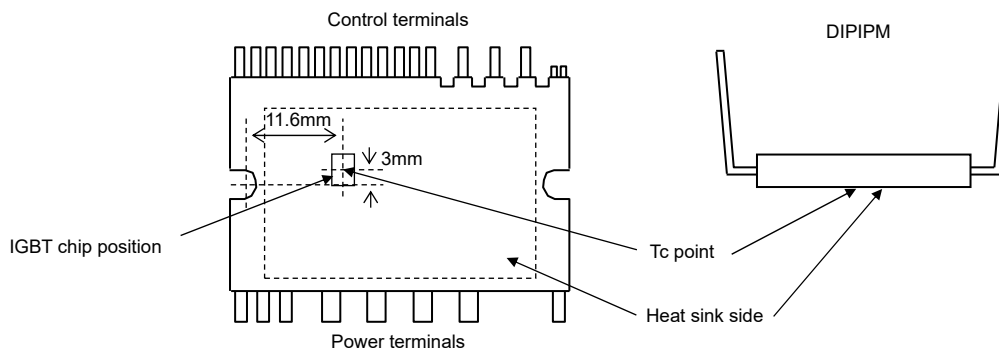 Control terminals
DIPIPM
11.6mm
3mm
IGBT chip position
Tc point
Heat sink side
Power terminals